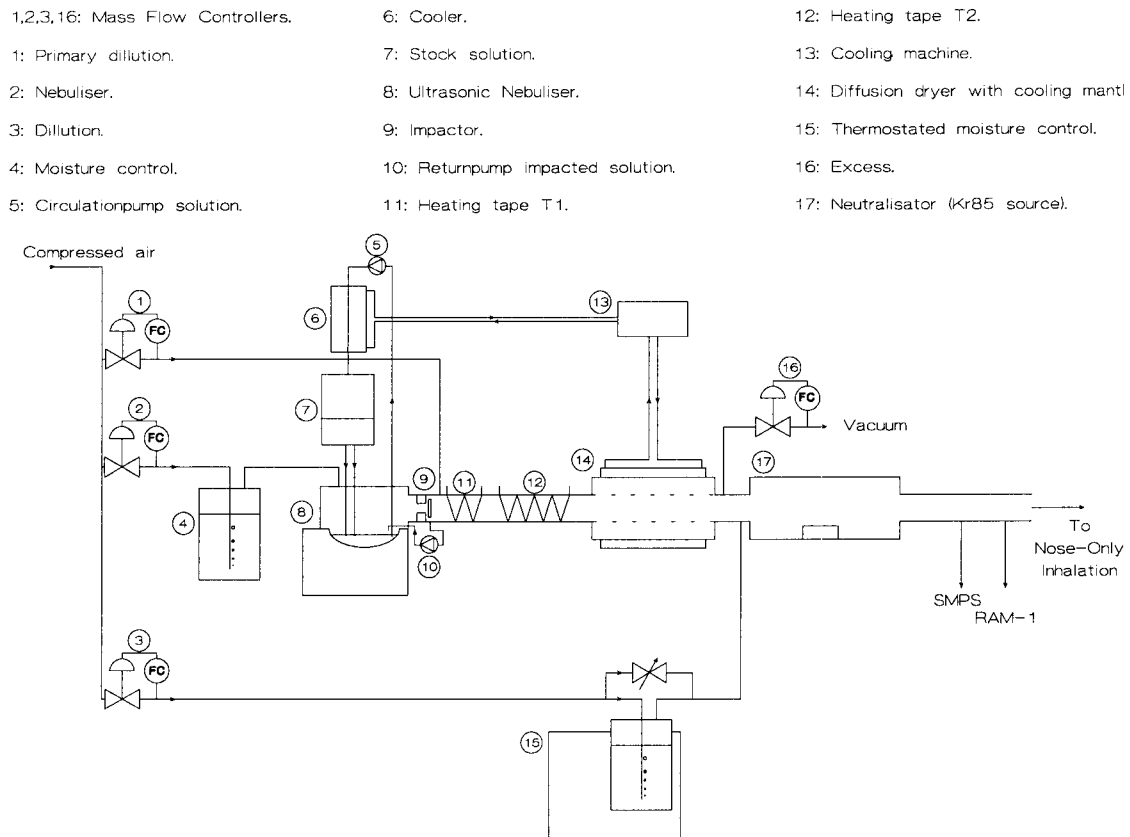 1,2,3,16: Mass Flow Controllers.
1: Primary dillution.
2: Nebuliser.
3: Dillution.
4: Moisture control.
5: Circulationpump solution.
6: Cooler.
7: Stock solution.
8: Ultrasonic Nebuliser.
9: Impactor.
10: Returnpump impacted solution.
11: Heating tape T1.
12: Heating tape T2.
13: Cooling machine.
14: Diffusion dryer with cooling mantl
15: Thermostated moisture control.
16: Excess.
17: Neutralisator (Kr85 source).
Compressed air
5
1
FC
6
13
16
FC
Vacuum
2
FC
7
14
17
9
11
12
4
8
10
To
Nose-Only
Inhalation
SMPS
RAM-1
3
FC
15